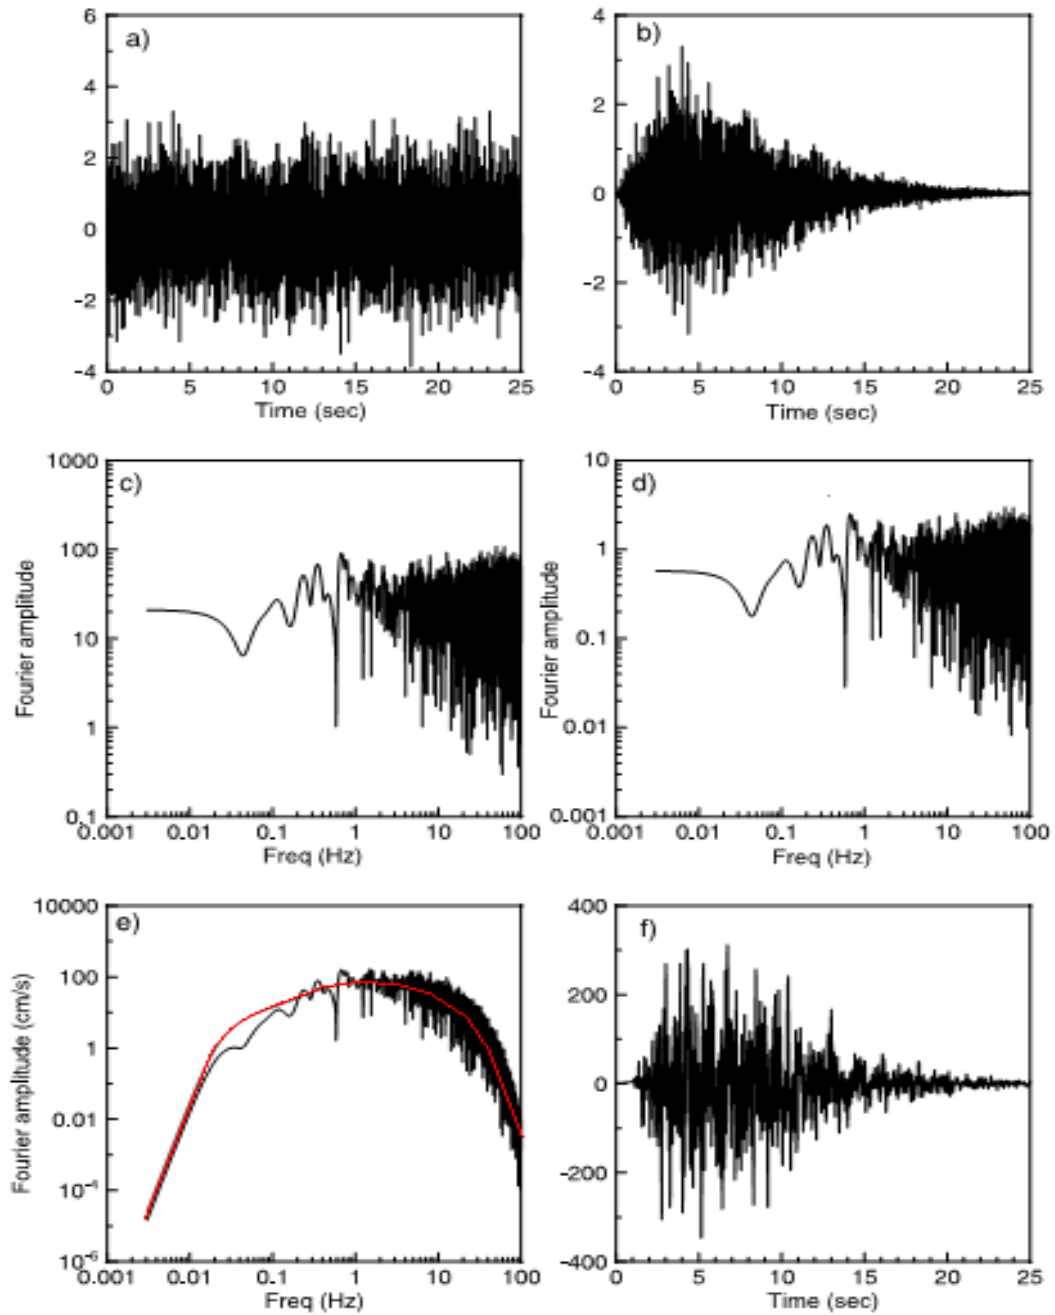 a)
6
4
2
0
-2
-4
0 5 10 15 20 25
Time (sec)
b)
4
2
0
-2
-4
0 5 10 15 20 25
Time (sec)
c)
1000
100
10
1
0.1
Fourier amplitude
0.001 0.01 0.1 1 10 100
Freq (Hz)
d)
10
1
0.1
0.01
0.001
Fourier amplitude
0.001 0.01 0.1 1 10 100
Freq (Hz)
e)
10000
100
1
0.01
10⁻⁴
10⁻⁶
Fourier amplitude (cm/s)
0.001 0.01 0.1 1 10 100
Freq (Hz)
f)
400
200
0
-200
-400
0 5 10 15 20 25
Time (sec)